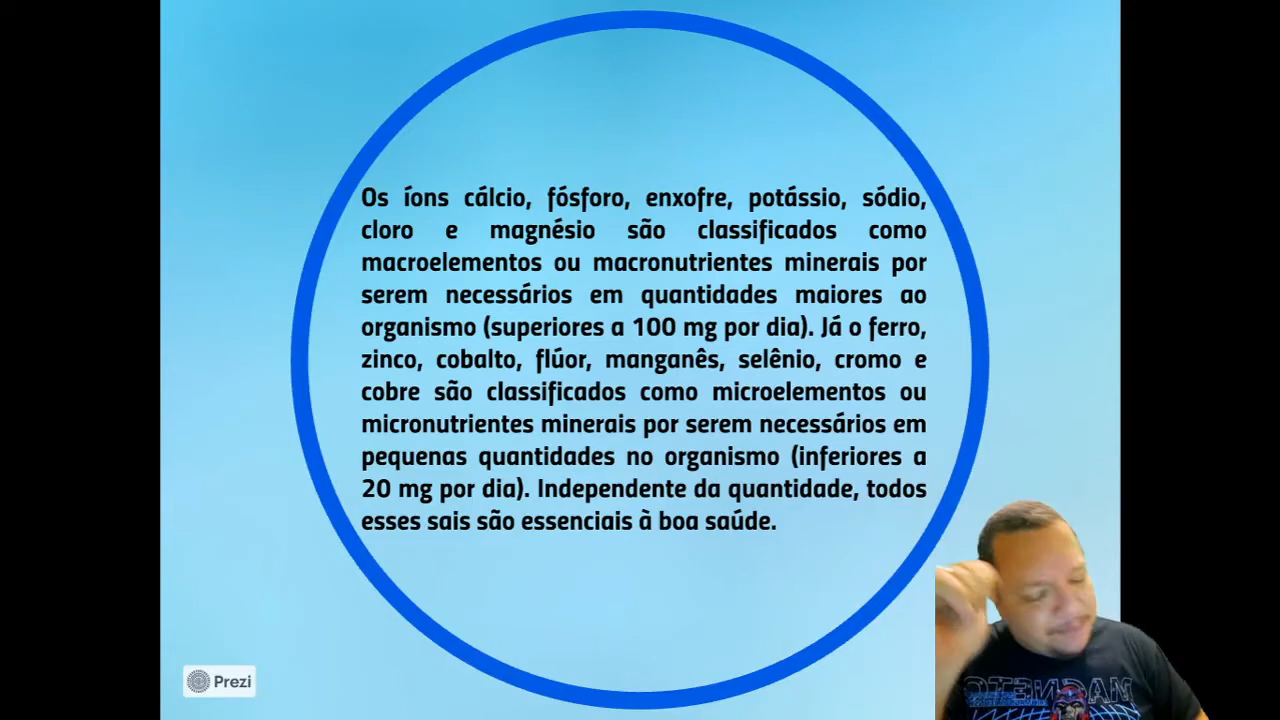 Os íons cálcio, fósforo, enxofre, potássio, sódio,
cloro e magnésio são classificados como
macroelementos ou macronutrientes minerais por
serem necessários em quantidades maiores ao
organismo (superiores a 100 mg por dia). Já o ferro,
zinco, cobalto, flúor, manganês, selênio, cromo e
cobre são classificados como microelementos ou
micronutrientes minerais por serem necessários em
pequenas quantidades no organismo (inferiores a
20 mg por dia). Independente da quantidade, todos
esses sais são essenciais à boa saúde.
Prezi
MAGNETO